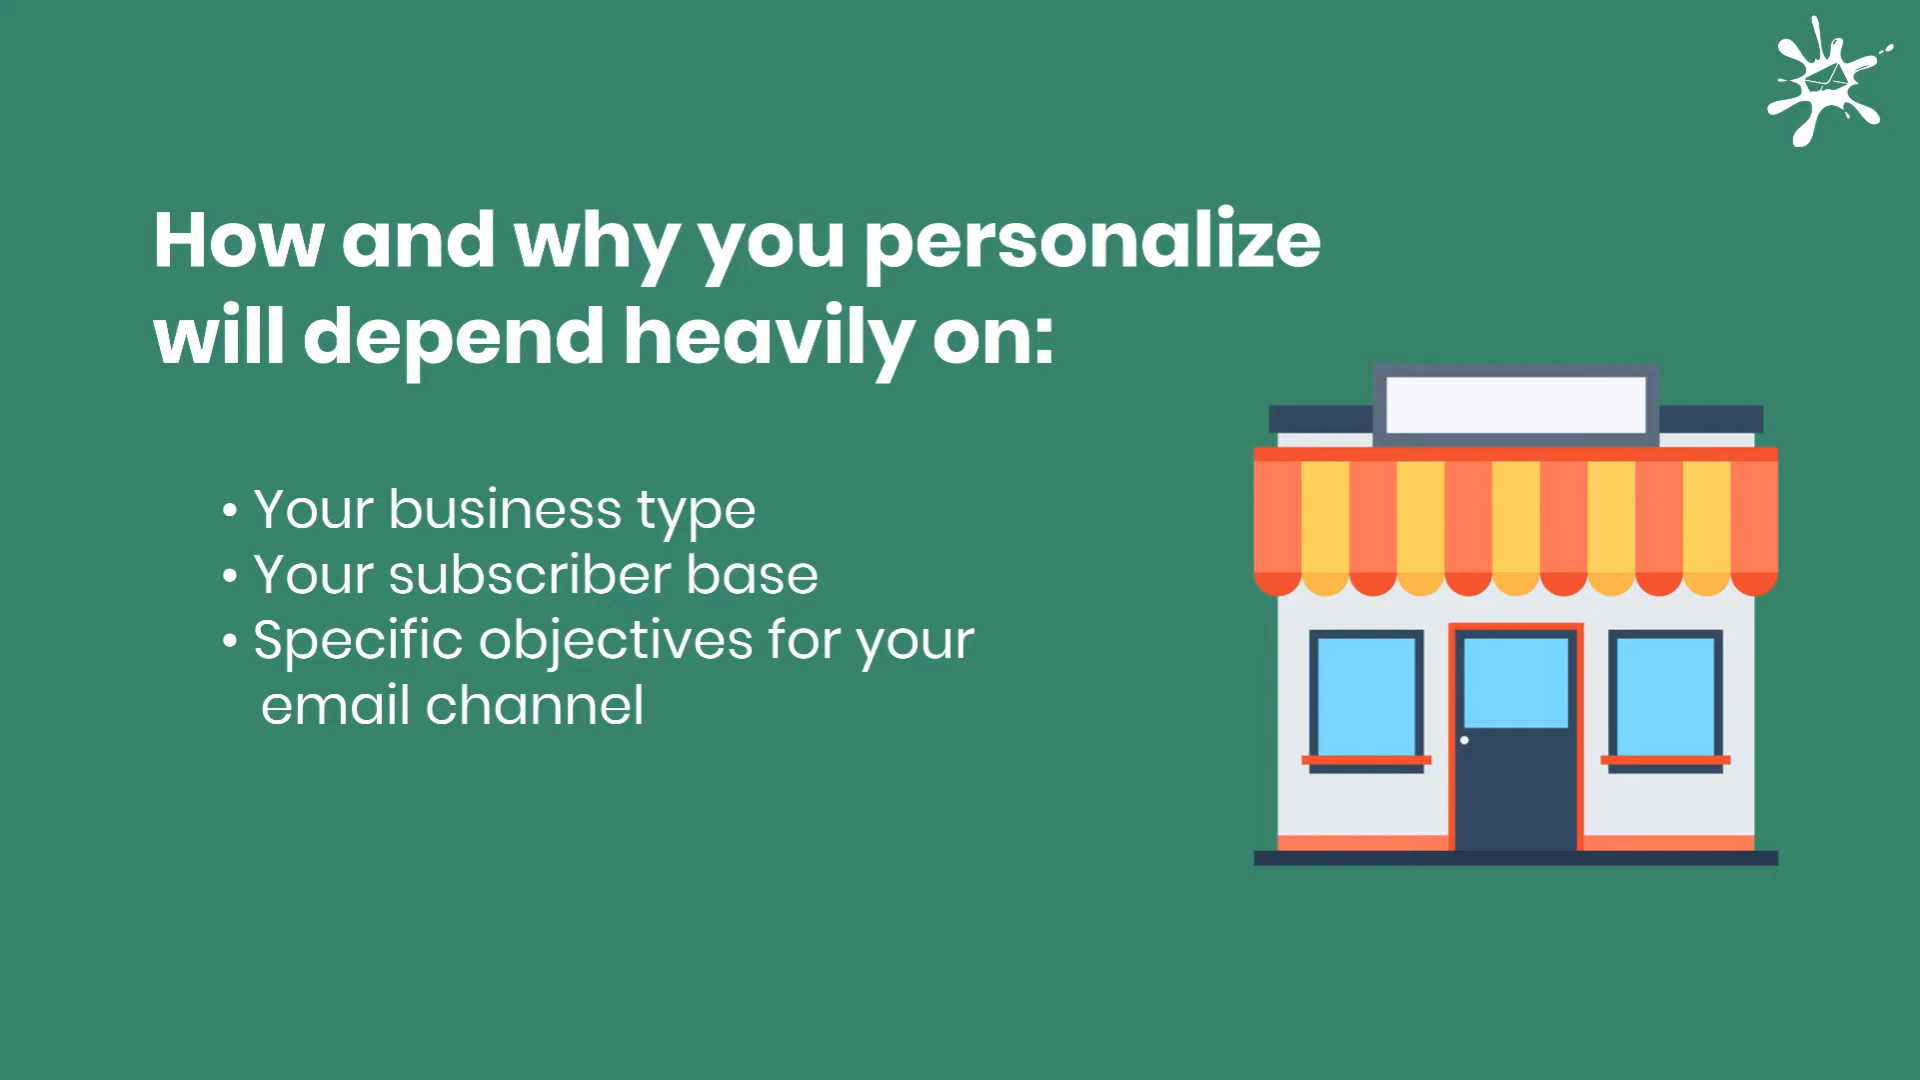 How and why you personalize
will depend heavily on:
• Your business type
• Your subscriber base
• Specific objectives for your
email channel